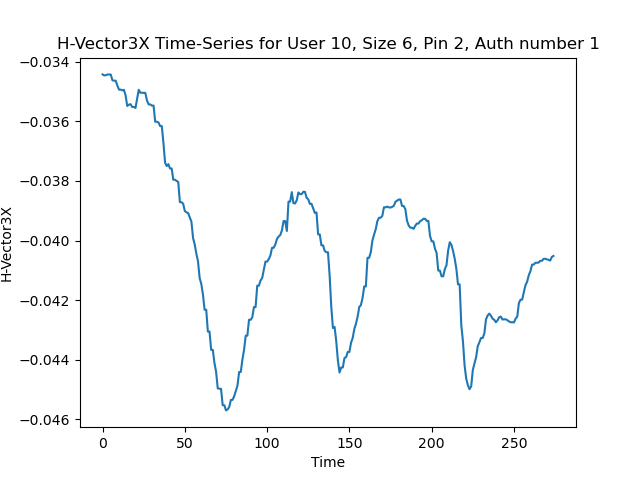 H-Vector3X Time-Series for User 10, Size 6, Pin 2, Auth number 1
−0.034
−0.036
−0.038
−0.040
−0.042
−0.044
−0.046
H-Vector3X
0 50 100 150 200 250
Time